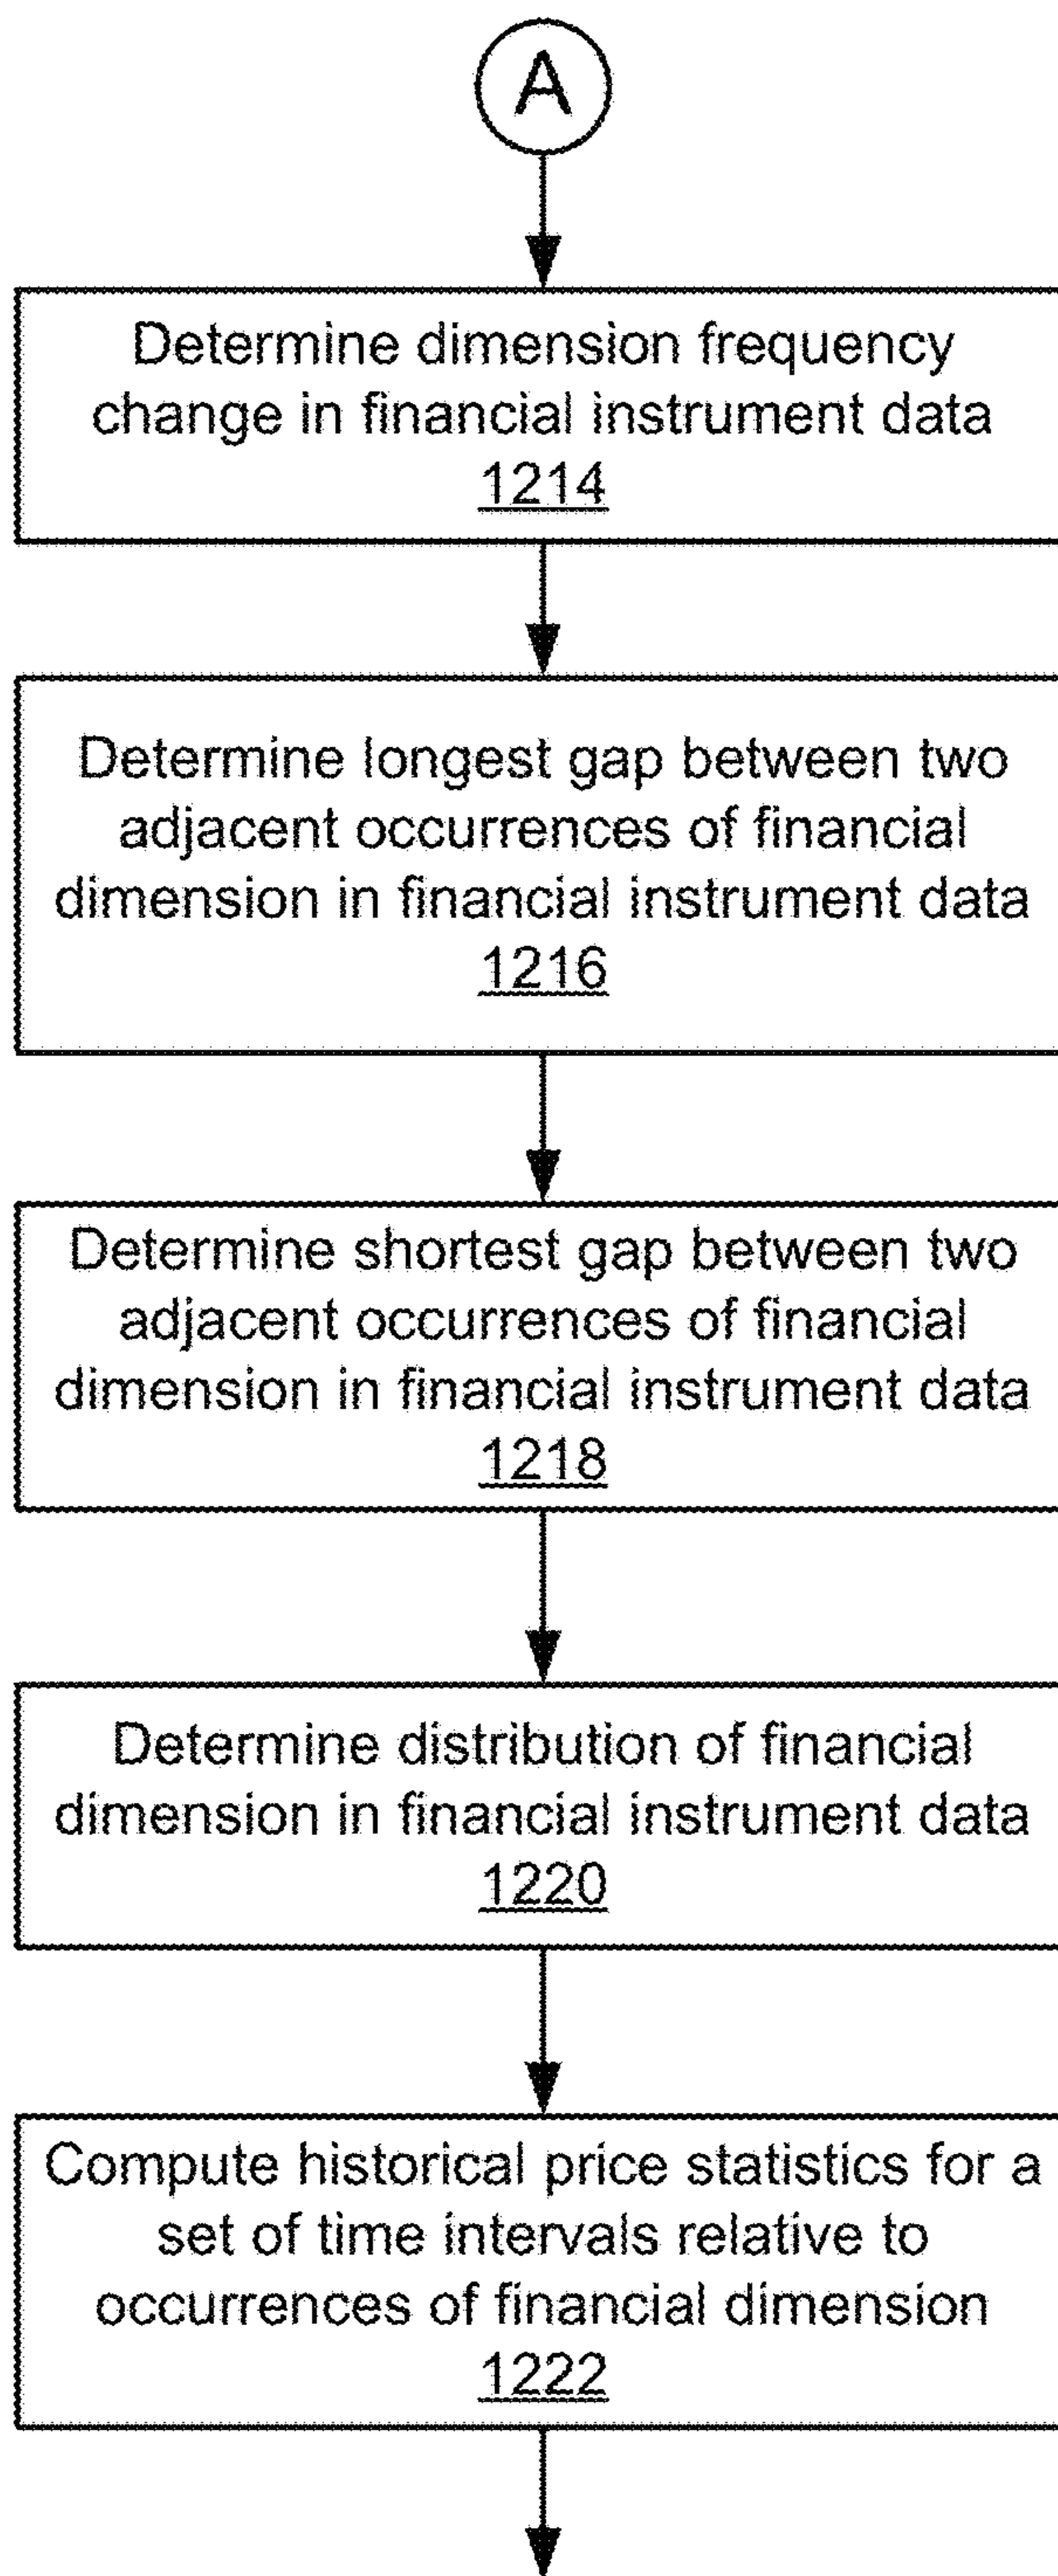 A
Determine dimension frequency
change in financial instrument data
1214
Determine longest gap between two
adjacent occurrences of financial
dimension in financial instrument data
1216
Determine shortest gap between two
adjacent occurrences of financial
dimension in financial instrument data
1218
Determine distribution of financial
dimension in financial instrument data
1220
Compute historical price statistics for a
set of time intervals relative to
occurrences of financial dimension
1222